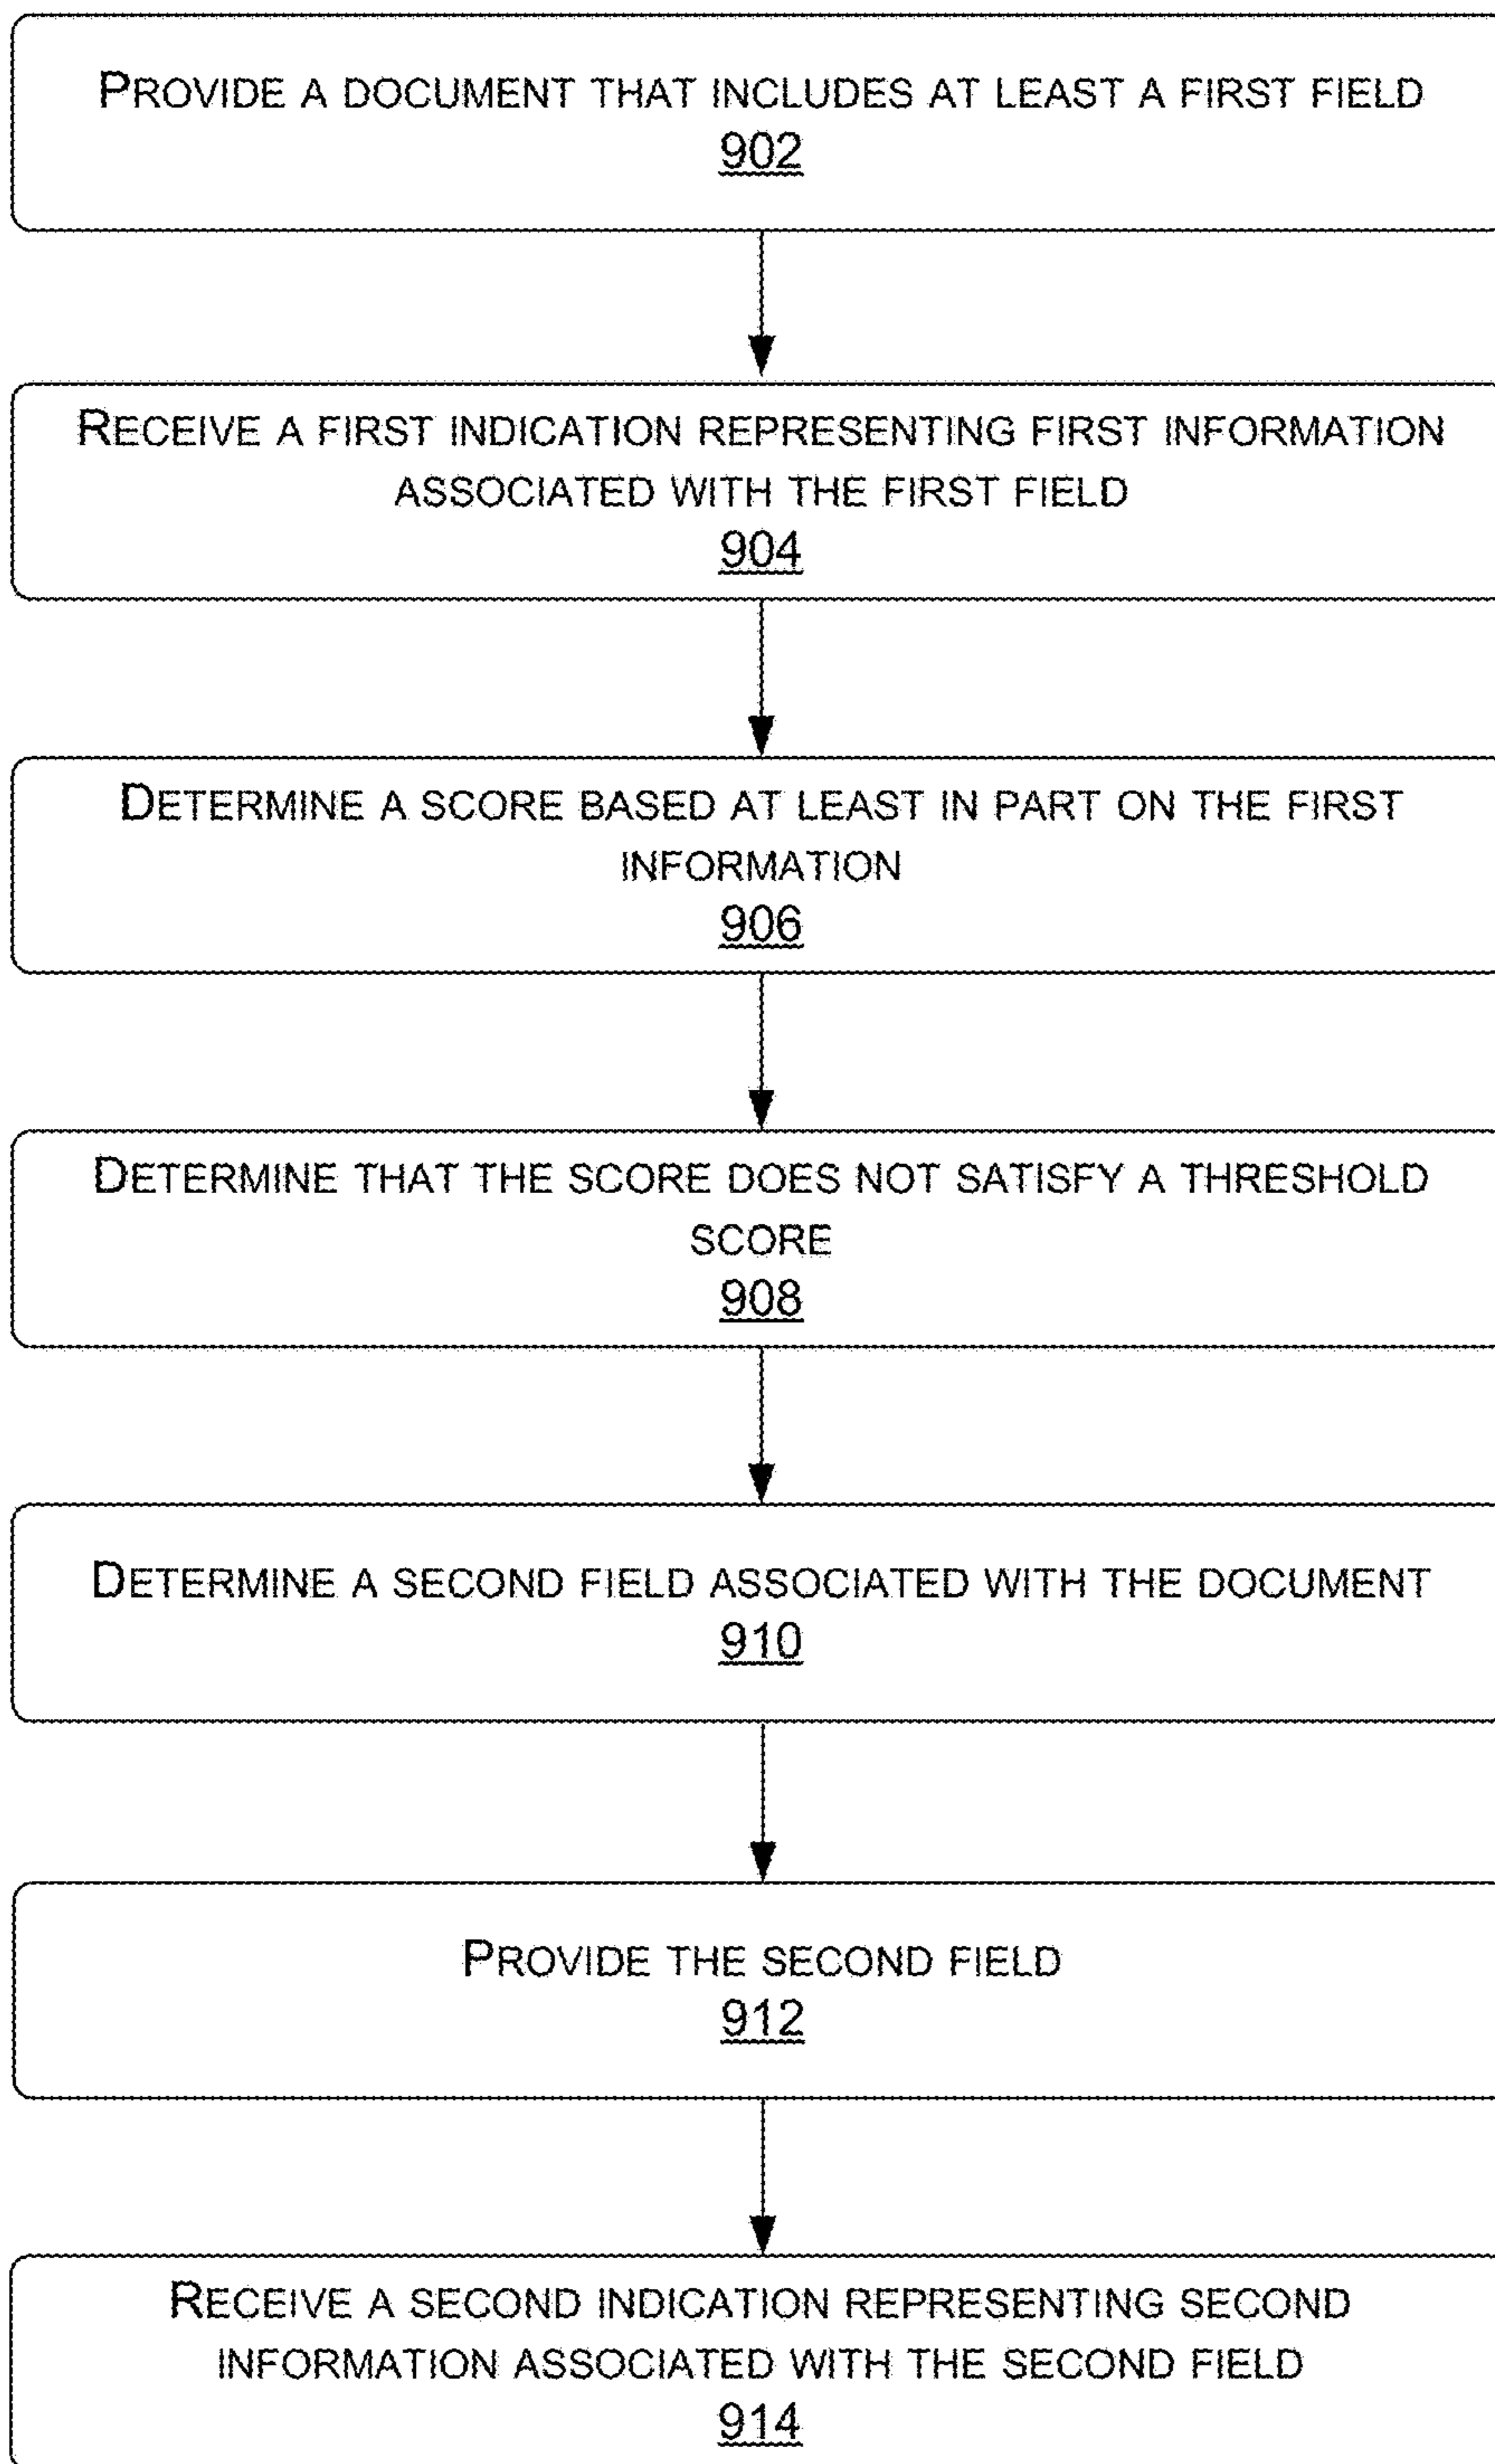 PROVIDE A DOCUMENT THAT INCLUDES AT LEAST A FIRST FIELD
902
RECEIVE A FIRST INDICATION REPRESENTING FIRST INFORMATION
ASSOCIATED WITH THE FIRST FIELD
904
DETERMINE A SCORE BASED AT LEAST IN PART ON THE FIRST
INFORMATION
906
DETERMINE THAT THE SCORE DOES NOT SATISFY A THRESHOLD
SCORE
908
DETERMINE A SECOND FIELD ASSOCIATED WITH THE DOCUMENT
910
PROVIDE THE SECOND FIELD
912
RECEIVE A SECOND INDICATION REPRESENTING SECOND
INFORMATION ASSOCIATED WITH THE SECOND FIELD
914